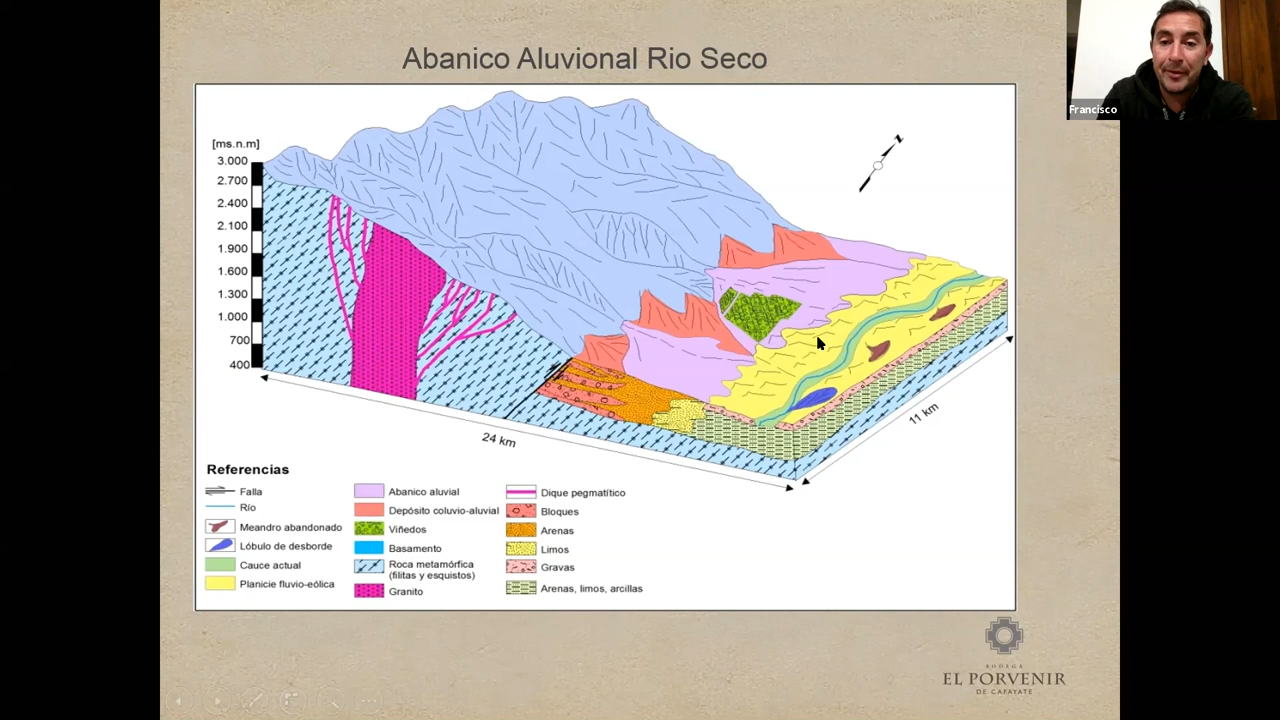 Abanico Aluvional Rio Seco
Francisco
[ms.n.m]
3.000
2.700
2.400
2.100
1.900
1.600
1.300
1.000
700
400
N
24 km
11 km
Referencias
Falla
Río
Meandro abandonado
Lóbulo de desborde
Cauce actual
Planicie fluvio-eólica
Abanico aluvial
Depósito coluvio-aluvial
Viñedos
Basamento
Roca metamórfica
(filitas y esquistos)
Granito
Dique pegmatítico
Bloques
Arenas
Limos
Gravas
Arenas, limos, arcillas
BODEGA
EL PORVENIR
DE CAFAYATE